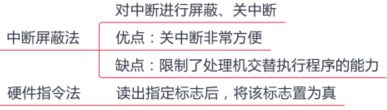 对中断进行屏蔽、关中断
中断屏蔽法
优点：关中断非常方便
缺点：限制了处理机交替执行程序的能力
硬件指令法
读出指定标志后，将该标志置为真